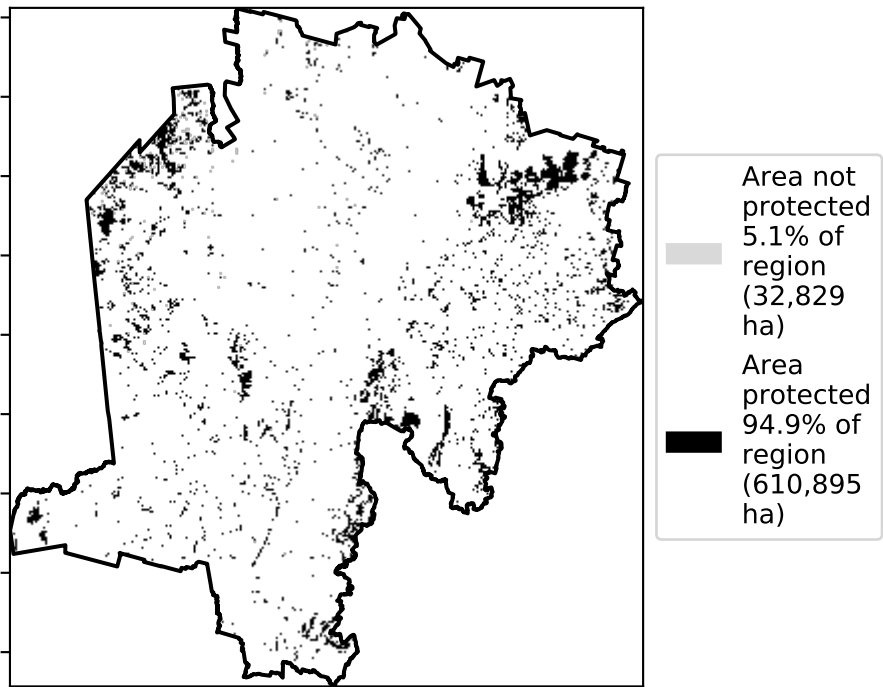 Area not
protected
5.1% of
region
(32,829
ha)
Area
protected
94.9% of
region
(610,895
ha)